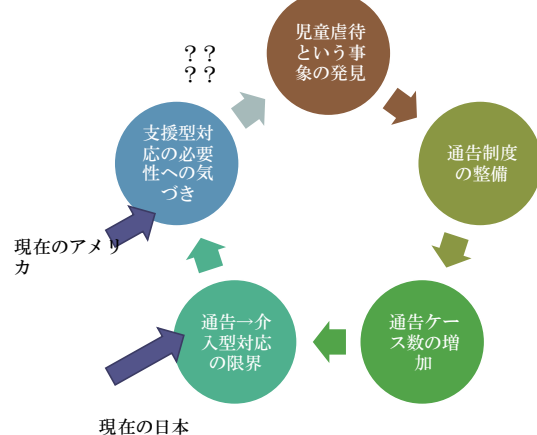 児童虐待
という事
象の発見
通告制度
の整備
通告ケー
ス数の増
加
通告→介
入型対応
の限界
支援型対
応の必要
性への気
づき
？？
？？
現在のアメリ
カ
現在の日本